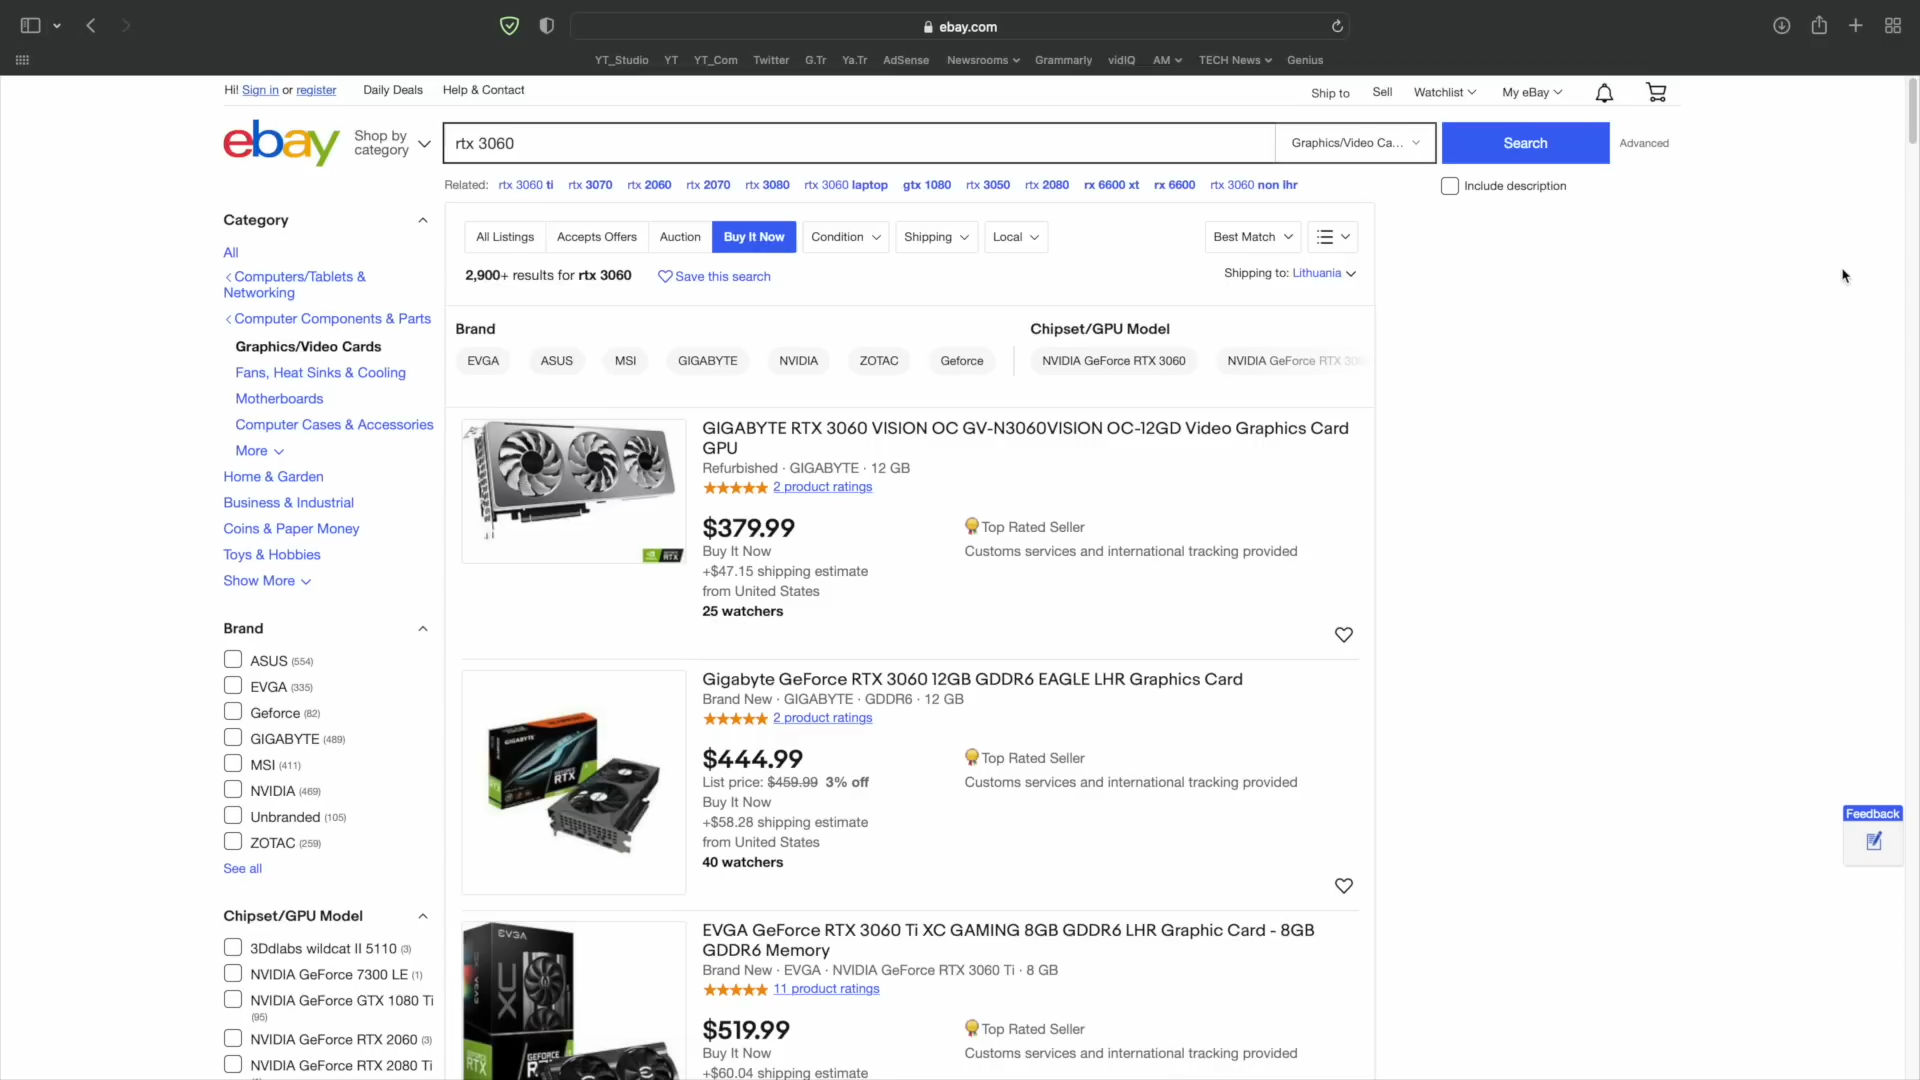 ebay.com
YT_Studio YT YT_Com Twitter G.Tr Ya.Tr AdSense Newsrooms Grammarly vidIQ AM TECH News Genius
Hi! Sign in or register Daily Deals Help & Contact Ship to Sell Watchlist My eBay
ebay Shop by category rtx 3060 Graphics/Video Ca... Search Advanced
Related: rtx 3060 ti rtx 3070 rtx 2060 rtx 2070 rtx 3080 rtx 3060 laptop gtx 1080 rtx 3050 rtx 2080 rx 6600 xt rx 6600 rtx 3060 non lhr Include description
Category
All
Computers/Tablets &
Networking
Computer Components & Parts
Graphics/Video Cards
Fans, Heat Sinks & Cooling
Motherboards
Computer Cases & Accessories
More
Home & Garden
Business & Industrial
Coins & Paper Money
Toys & Hobbies
Show More
Brand
ASUS (554)
EVGA (335)
Geforce (82)
GIGABYTE (489)
MSI (411)
NVIDIA (469)
Unbranded (105)
ZOTAC (259)
See all
Chipset/GPU Model
3Ddlabs wildcat II 5110 (3)
NVIDIA GeForce 7300 LE (1)
NVIDIA GeForce GTX 1080 Ti
(95)
NVIDIA GeForce RTX 2060 (3)
NVIDIA GeForce RTX 2080 Ti
All Listings Accepts Offers Auction Buy It Now Condition Shipping Local Best Match
2,900+ results for rtx 3060 Save this search Shipping to: Lithuania
Brand Chipset/GPU Model
EVGA ASUS MSI GIGABYTE NVIDIA ZOTAC Geforce NVIDIA GeForce RTX 3060 NVIDIA GeForce RTX
GIGABYTE RTX 3060 VISION OC GV-N3060VISION OC-12GD Video Graphics Card
GPU
Refurbished · GIGABYTE · 12 GB
2 product ratings
$379.99 Top Rated Seller
Buy It Now Customs services and international tracking provided
+$47.15 shipping estimate
from United States
25 watchers
Gigabyte GeForce RTX 3060 12GB GDDR6 EAGLE LHR Graphics Card
Brand New · GIGABYTE · GDDR6 · 12 GB
2 product ratings
$444.99 Top Rated Seller
List price: $459.99 3% off Customs services and international tracking provided
Buy It Now
+$58.28 shipping estimate
from United States
40 watchers
GIGABYTE
RTX
EVGA GeForce RTX 3060 Ti XC GAMING 8GB GDDR6 LHR Graphic Card - 8GB
GDDR6 Memory
Brand New · EVGA · NVIDIA GeForce RTX 3060 Ti · 8 GB
11 product ratings
$519.99 Top Rated Seller
Buy It Now Customs services and international tracking provided
+$60.04 shipping estimate
EVGA
XC
GEFORCE
Feedback